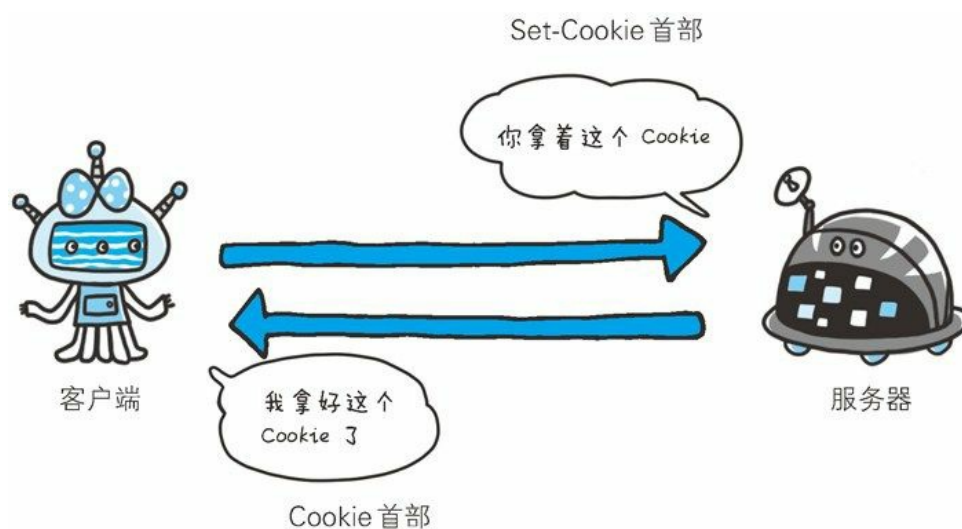 Set-Cookie 首部
你拿着这个 Cookie
客户端
服务器
我拿好这个
Cookie 了
Cookie 首部